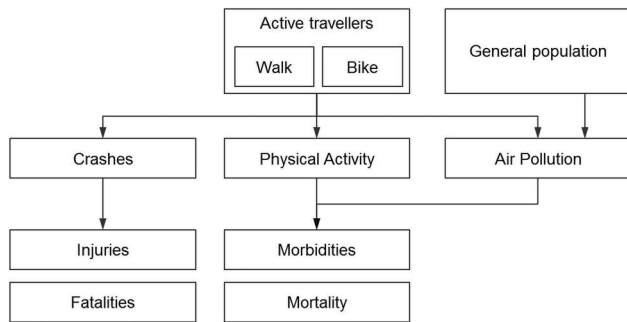 Active travellers
Walk
Bike
General population
Crashes
Physical Activity
Air Pollution
Injuries
Morbidities
Fatalities
Mortality